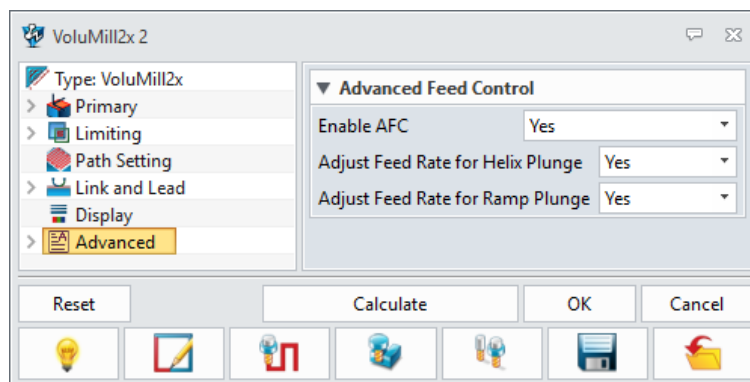 VoluMill2x 2
Type: VoluMill2x
Primary
Limiting
Path Setting
Link and Lead
Display
Advanced
Advanced Feed Control
Enable AFC Yes
Adjust Feed Rate for Helix Plunge Yes
Adjust Feed Rate for Ramp Plunge Yes
Reset Calculate OK Cancel